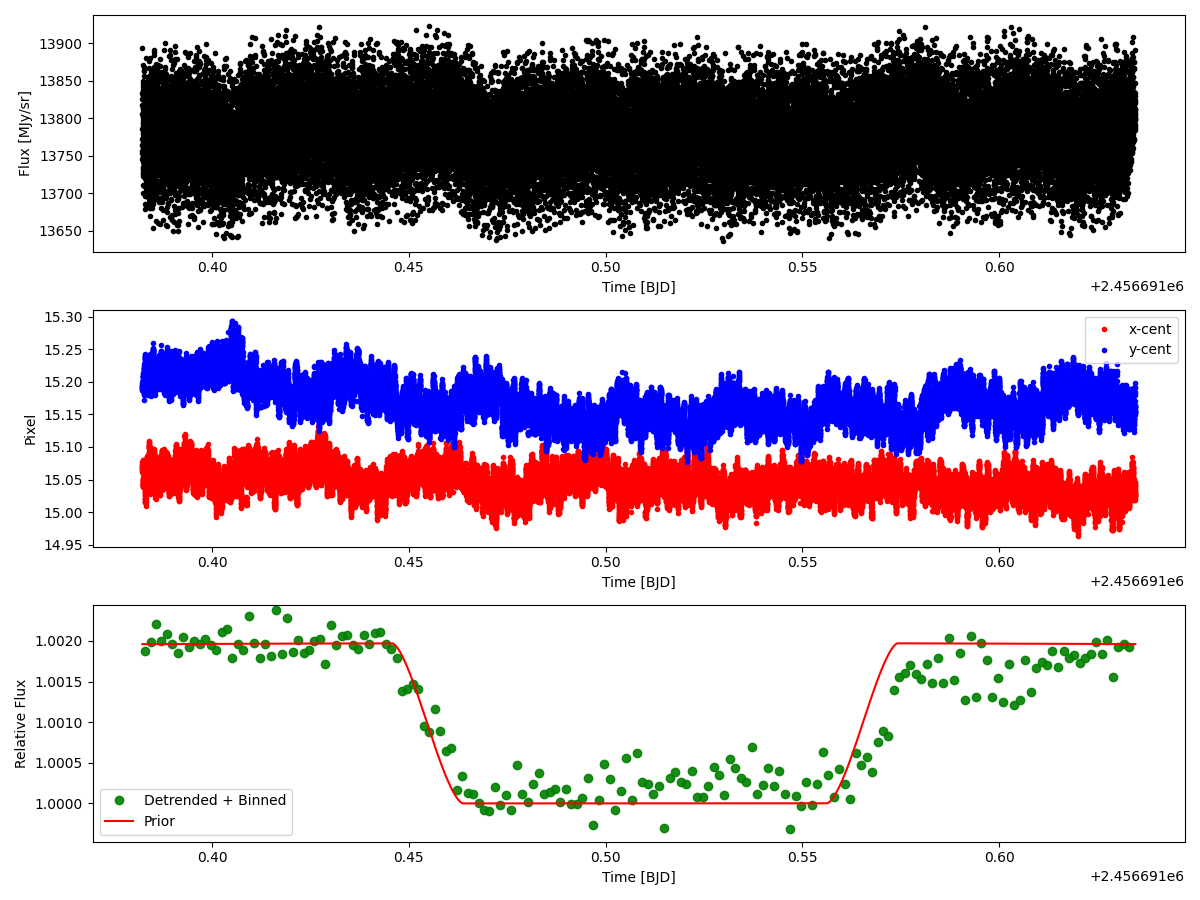 Flux [MJy/sr]
13900
13850
13800
13750
13700
13650
0.40 0.45 0.50 0.55 0.60
Time [BJD]
+2.456691e6
Pixel
15.30
15.25
15.20
15.15
15.10
15.05
15.00
14.95
x-cent
y-cent
0.40 0.45 0.50 0.55 0.60
Time [BJD]
+2.456691e6
Relative Flux
1.0020
1.0015
1.0010
1.0005
1.0000
Detrended + Binned
Prior
0.40 0.45 0.50 0.55 0.60
Time [BJD]
+2.456691e6